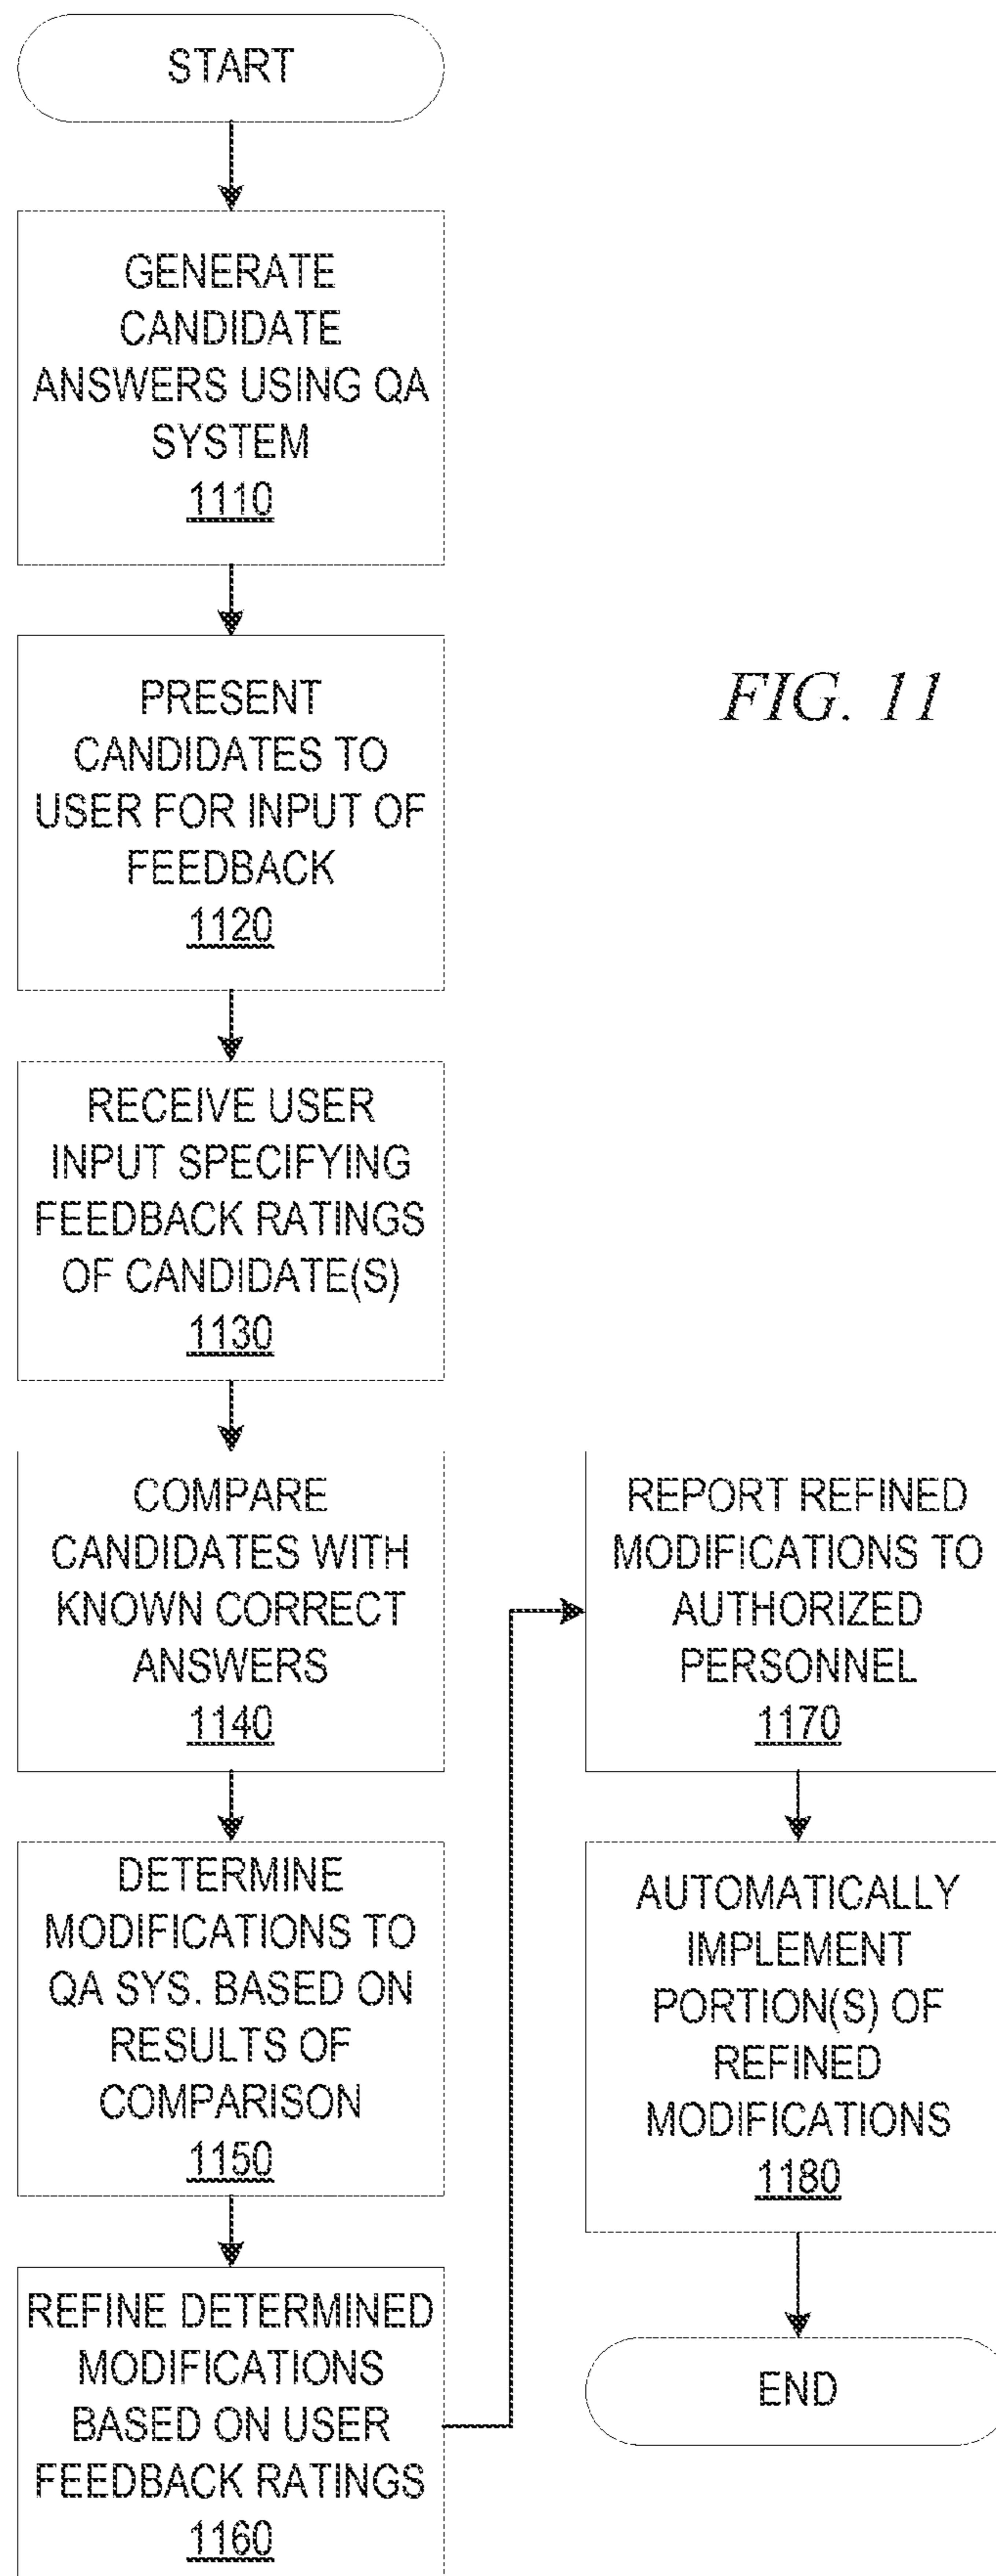 START
GENERATE
CANDIDATE
ANSWERS USING QA
SYSTEM
1110
PRESENT
CANDIDATES TO
USER FOR INPUT OF
FEEDBACK
1120
FIG. 11
RECEIVE USER
INPUT SPECIFYING
FEEDBACK RATINGS
OF CANDIDATE(S)
1130
COMPARE
CANDIDATES WITH
KNOWN CORRECT
ANSWERS
1140
DETERMINE
MODIFICATIONS TO
QA SYS. BASED ON
RESULTS OF
COMPARISON
1150
REFINE DETERMINED
MODIFICATIONS
BASED ON USER
FEEDBACK RATINGS
1160
REPORT REFINED
MODIFICATIONS TO
AUTHORIZED
PERSONNEL
1170
AUTOMATICALLY
IMPLEMENT
PORTION(S) OF
REFINED
MODIFICATIONS
1180
END